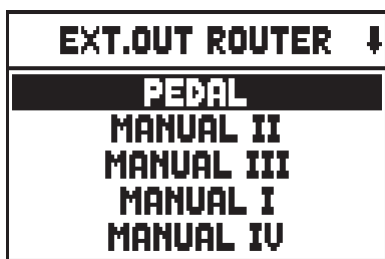 EXT.OUT ROUTER
PEDAL
MANUAL II
MANUAL III
MANUAL I
MANUAL IV